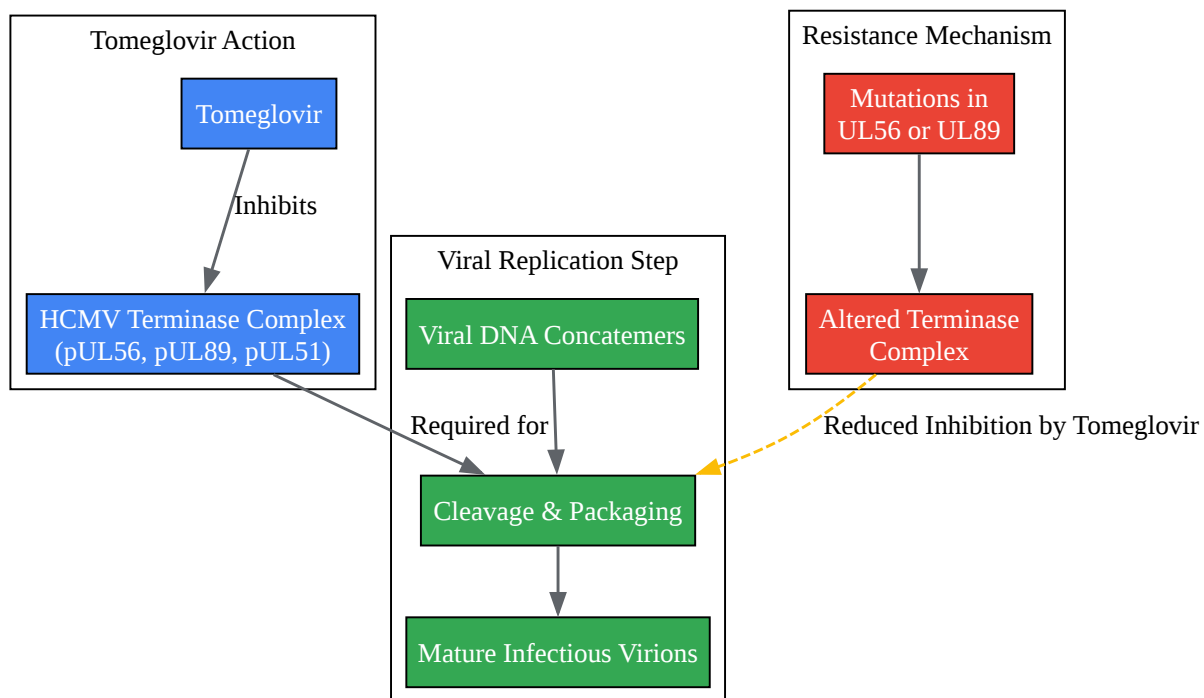 Tomeglovir Action
Tomeglovir
Inhibits
HCMV Terminase Complex
(pUL56, pUL89, pUL51)
Viral Replication Step
Viral DNA Concatemers
Required for
Cleavage & Packaging
Mature Infectious Virions
Resistance Mechanism
Mutations in
UL56 or UL89
Altered Terminase
Complex
Reduced Inhibition by Tomeglovir